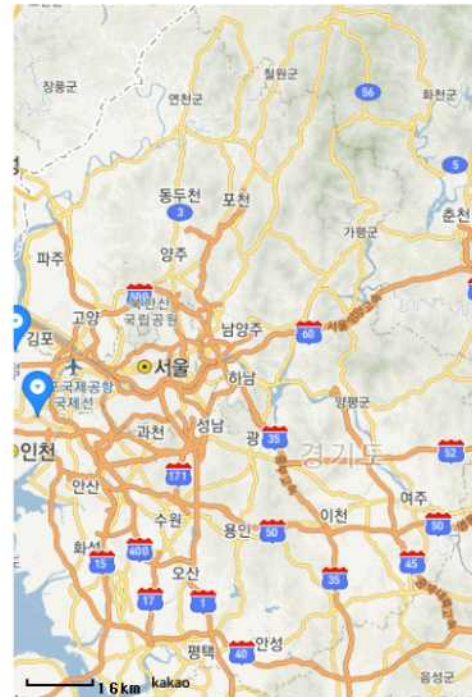 장풍군
연천군
철원군
56
화천군
5
동두천
포천
3
춘천
가평군
파주
양주
고양
국립공원
김포
남양주
60
서울
국제공항
국제선
하남
양평군
인천
과천
성남
광
35
경기도
52
171
안산
여주
수원
용인
50
이천
50
화성
400
15
오산
45
17
1
35
평택
40
안성
음성군
16km
kakao